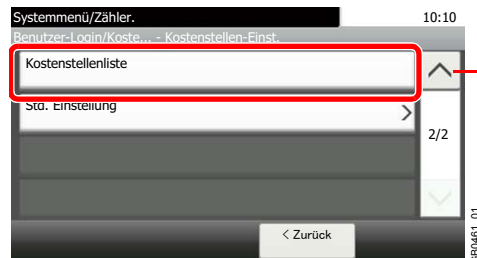 Systemmenü/Zähler. 10:10
Benutzer-Login/Koste... - Kostenstellen-Einst.
Kostenstellenliste
Std. Einstellung
2/2
< Zurück